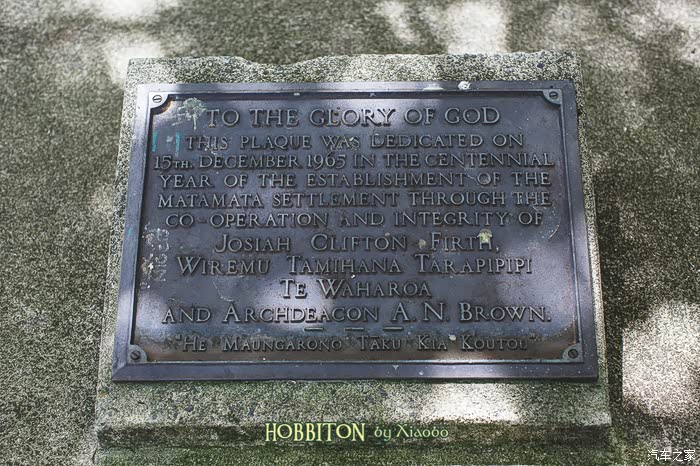 TO THE GLORY OF GOD
THIS PLAQUE WAS DEDICATED ON
15TH. DECEMBER 1965 IN THE CENTENNIAL
YEAR OF THE ESTABLISHMENT OF THE
MATAMATA SETTLEMENT THROUGH THE
CO-OPERATION AND INTEGRITY OF
JOSIAH CLIFTON FIRTH,
WIREMU TAMIHANA TARAPIPIPI
TE WAHAROA
AND ARCHDEACON A. N. BROWN.
"HE MAUNGARONO TAKU KIA KOUTOU"
HOBBITON by Xiaobo
汽车之家